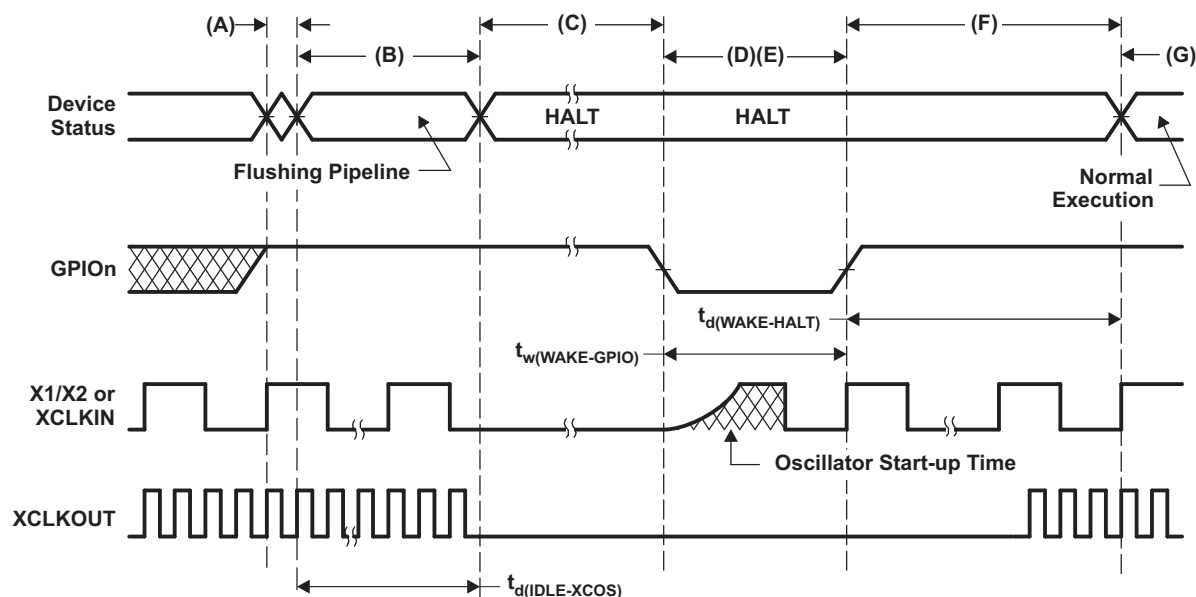 (A)
(B)
(C)
(D)(E)
(F)
(G)
Device
Status
HALT
HALT
Flushing Pipeline
Normal
Execution
GPIOn
td(WAKE-HALT)
tw(WAKE-GPIO)
X1/X2 or
XCLKIN
Oscillator Start-up Time
XCLKOUT
td(IDLE-XCOS)